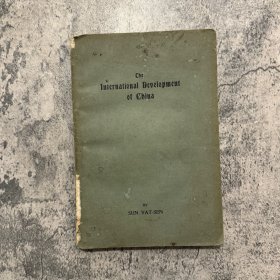 The
International Development
of China
BY
SUN YAT-SEN